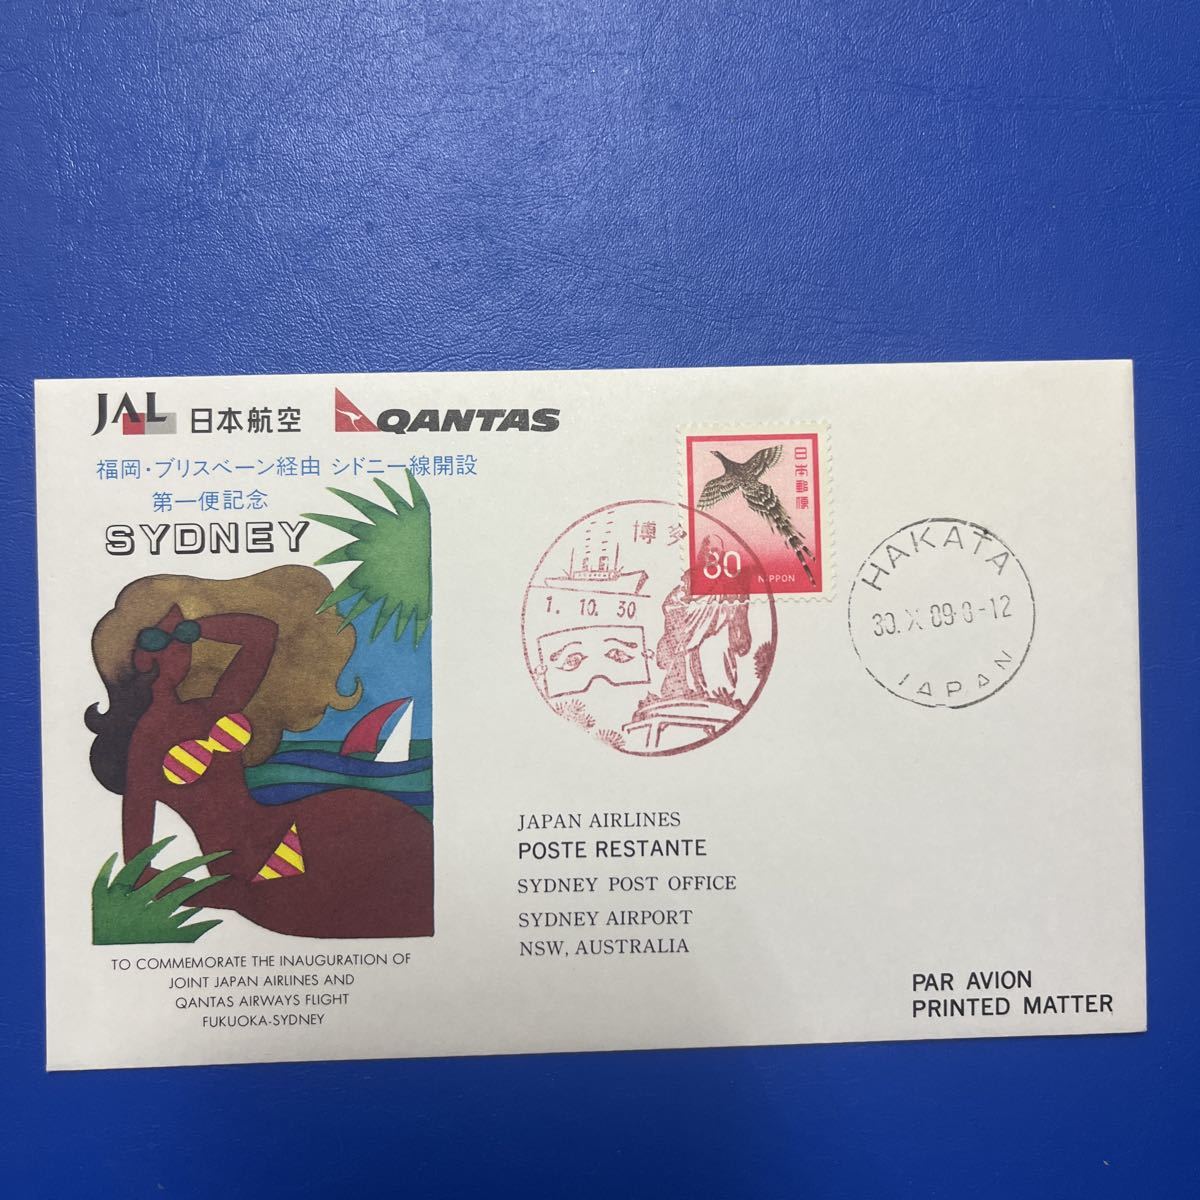 JAL 日本航空 QANTAS
福岡・ブリスベーン経由 シドニー線開設
第一便記念
SYDNEY
日本郵便
80
NIPPON
博多
1.10.30
HAKATA
30.X 89.8-12
JAPAN
JAPAN AIRLINES
POSTE RESTANTE
SYDNEY POST OFFICE
SYDNEY AIRPORT
NSW, AUSTRALIA
TO COMMEMORATE THE INAUGURATION OF
JOINT JAPAN AIRLINES AND
QANTAS AIRWAYS FLIGHT
FUKUOKA-SYDNEY
PAR AVION
PRINTED MATTER